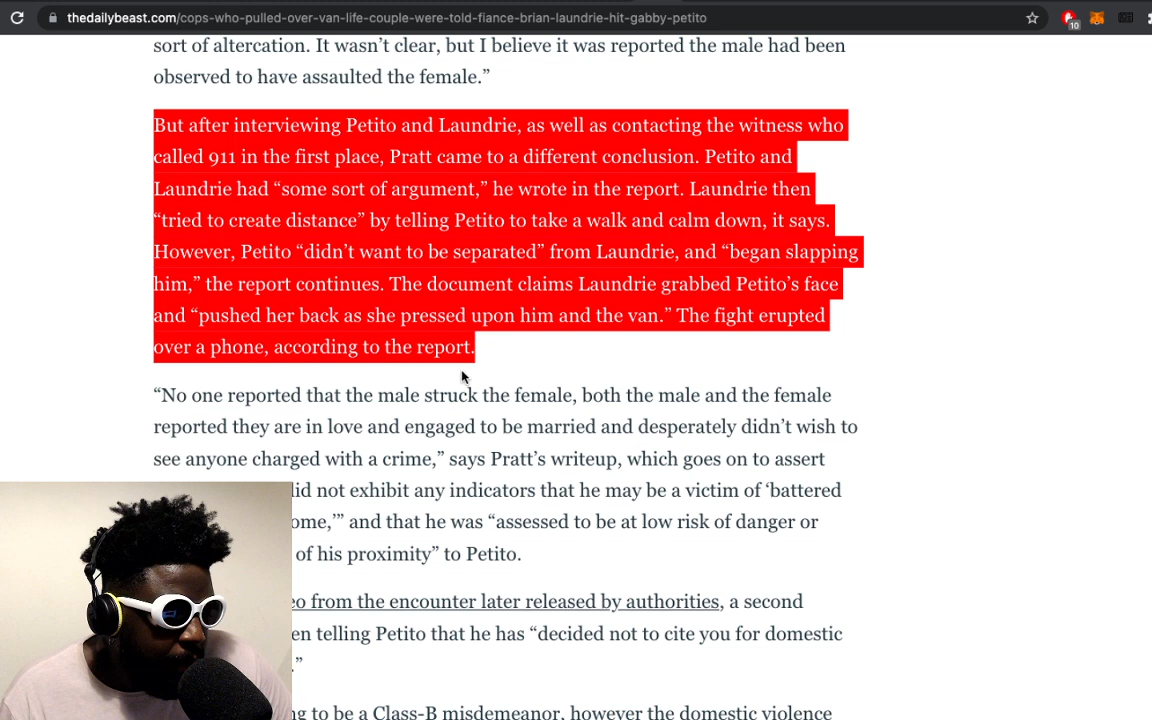 thedailybeast.com/cops-who-pulled-over-van-life-couple-were-told-fiance-brian-laundrie-hit-gabby-petito
10
sort of altercation. It wasn’t clear, but I believe it was reported the male had been
observed to have assaulted the female.”
But after interviewing Petito and Laundrie, as well as contacting the witness who
called 911 in the first place, Pratt came to a different conclusion. Petito and
Laundrie had “some sort of argument,” he wrote in the report. Laundrie then
“tried to create distance” by telling Petito to take a walk and calm down, it says.
However, Petito “didn’t want to be separated” from Laundrie, and “began slapping
him,” the report continues. The document claims Laundrie grabbed Petito’s face
and “pushed her back as she pressed upon him and the van.” The fight erupted
over a phone, according to the report.
“No one reported that the male struck the female, both the male and the female
reported they are in love and engaged to be married and desperately didn’t wish to
see anyone charged with a crime,” says Pratt’s writeup, which goes on to assert
did not exhibit any indicators that he may be a victim of ‘battered
ome,’” and that he was “assessed to be at low risk of danger or
of his proximity” to Petito.
eo from the encounter later released by authorities, a second
en telling Petito that he has “decided not to cite you for domestic
.”
ng to be a Class-B misdemeanor, however the domestic violence